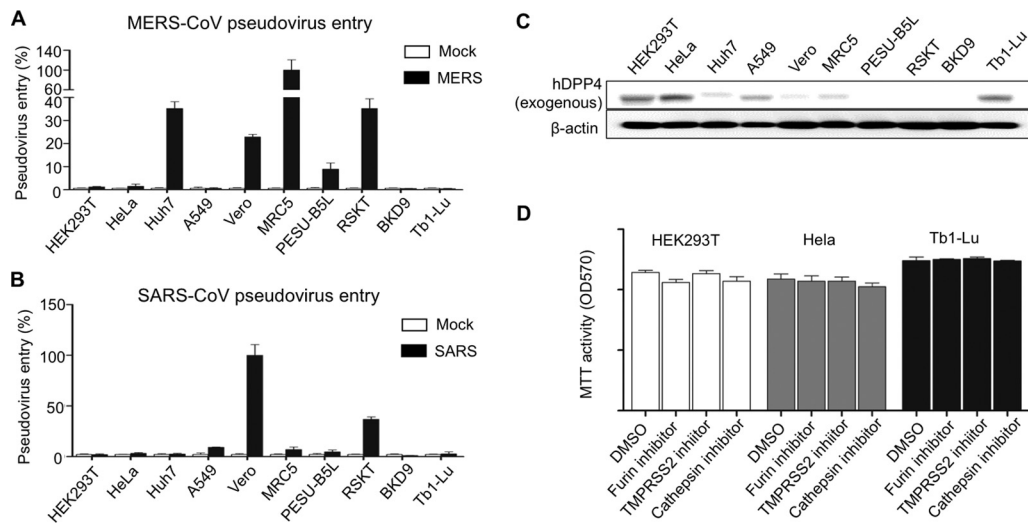 A
MERS-CoV pseudovirus entry
Pseudovirus entry (%)
140
100
60
40
30
20
10
0
Mock
MERS
HEK293T
HeLa
Huh7
A549
Vero
MRC5
PESU-B5L
RSKT
BKD9
Tb1-Lu
B
SARS-CoV pseudovirus entry
Pseudovirus entry (%)
150
100
50
0
Mock
SARS
HEK293T
HeLa
Huh7
A549
Vero
MRC5
PESU-B5L
RSKT
BKD9
Tb1-Lu
C
HEK293T
HeLa
Huh7
A549
Vero
MRC5
PESU-B5L
RSKT
BKD9
Tb1-Lu
hDPP4
(exogenous)
β-actin
D
HEK293T
Hela
Tb1-Lu
MTT activity (OD570)
DMSO
Furin inhibitor
TMPRSS2 inhiitor
Cathepsin inhibitor
DMSO
Furin inhibitor
TMPRSS2 inhiitor
Cathepsin inhibitor
DMSO
Furin inhibitor
TMPRSS2 inhiitor
Cathepsin inhibitor